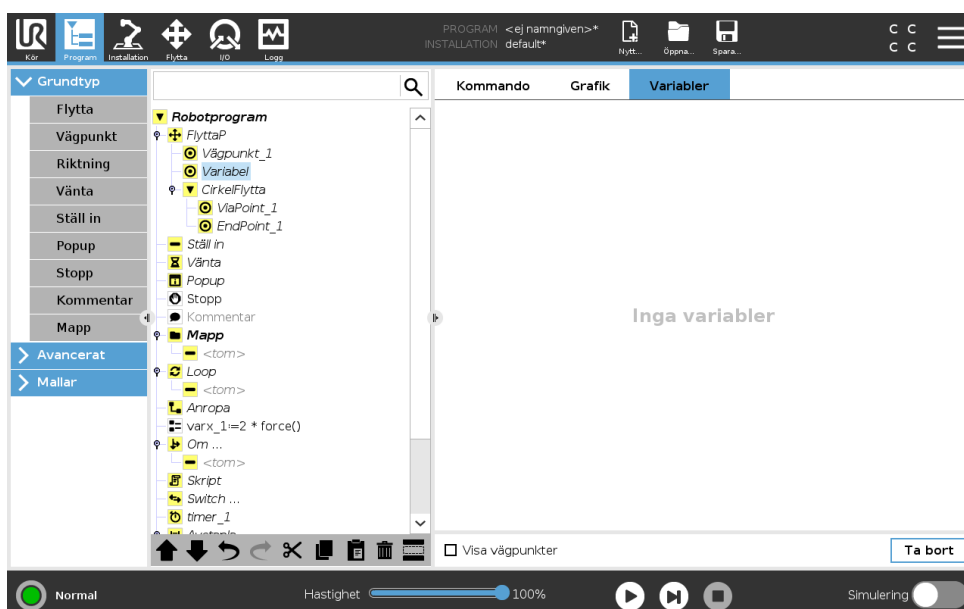 PROGRAM <ej namngiven>*
INSTALLATION default*
UR
Kör
Program
Installation
Flytta
I/O
Logg
Nytt...
Öppna...
Spara...
C C
C C
Grundtyp
Flytta
Vägpunkt
Riktning
Vänta
Ställ in
Popup
Stopp
Kommentar
Mapp
Avancerat
Mallar
Robotprogram
FlyttaP
Vägpunkt_1
Variabel
CirkelFlytta
ViaPoint_1
EndPoint_1
Ställ in
Vänta
Popup
Stopp
Kommentar
Mapp
<tom>
Loop
<tom>
Anropa
varx_1:=2 * force()
Om ...
<tom>
Skript
Switch ...
timer_1
Kommando
Grafik
Variabler
Inga variabler
Visa vägpunkter
Ta bort
Normal
Hastighet
100%
Simulering